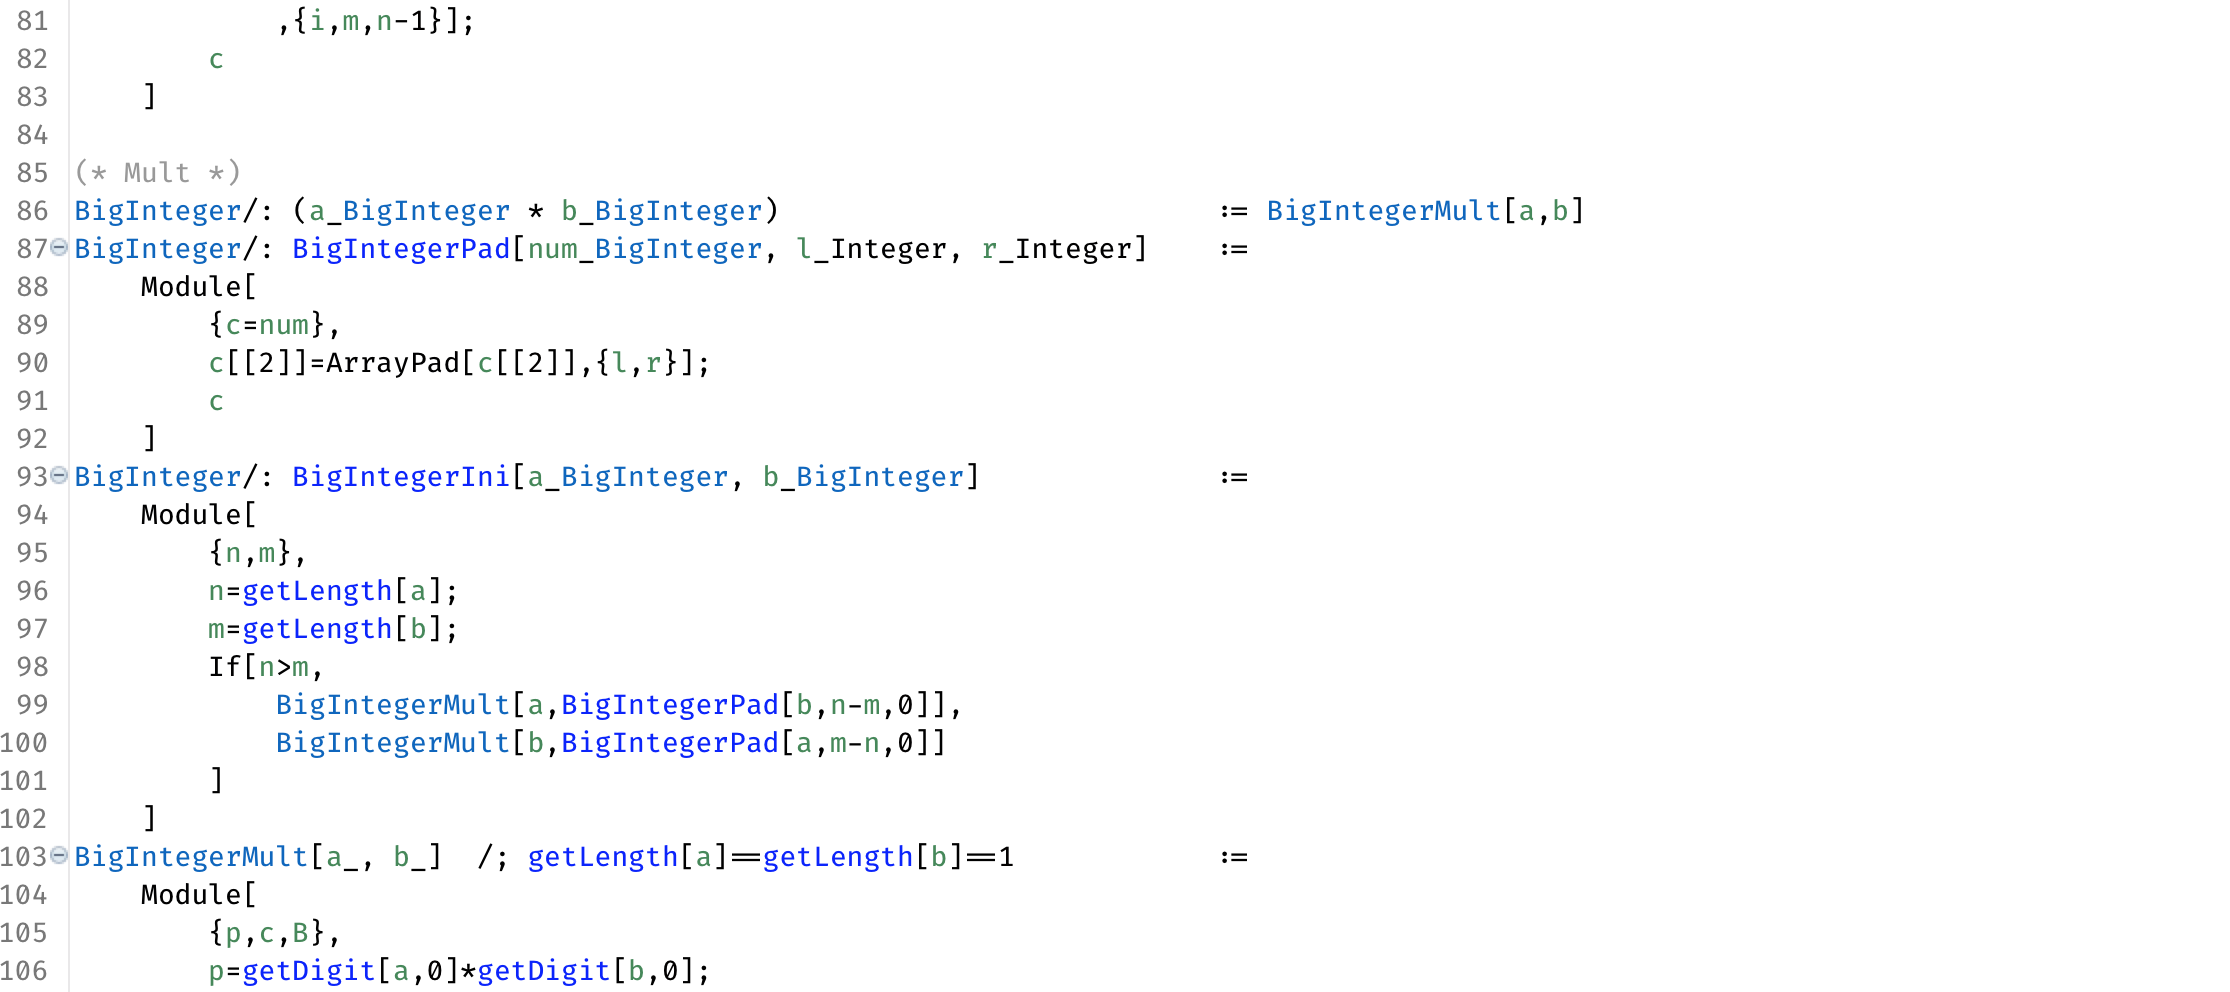 81 ,{i,m,n-1}];
82 c
83 ]
84
85 (* Mult *)
86 BigInteger/: (a_BigInteger * b_BigInteger) := BigIntegerMult[a,b]
87 BigInteger/: BigIntegerPad[num_BigInteger, l_Integer, r_Integer] :=
88 Module[
89 {c=num},
90 c[[2]]=ArrayPad[c[[2]],{l,r}];
91 c
92 ]
93 BigInteger/: BigIntegerIni[a_BigInteger, b_BigInteger] :=
94 Module[
95 {n,m},
96 n=getLength[a];
97 m=getLength[b];
98 If[n>m,
99 BigIntegerMult[a,BigIntegerPad[b,n-m,0]],
100 BigIntegerMult[b,BigIntegerPad[a,m-n,0]]
101 ]
102 ]
103 BigIntegerMult[a_, b_] /; getLength[a]==getLength[b]==1 :=
104 Module[
105 {p,c,B},
106 p=getDigit[a,0]*getDigit[b,0];